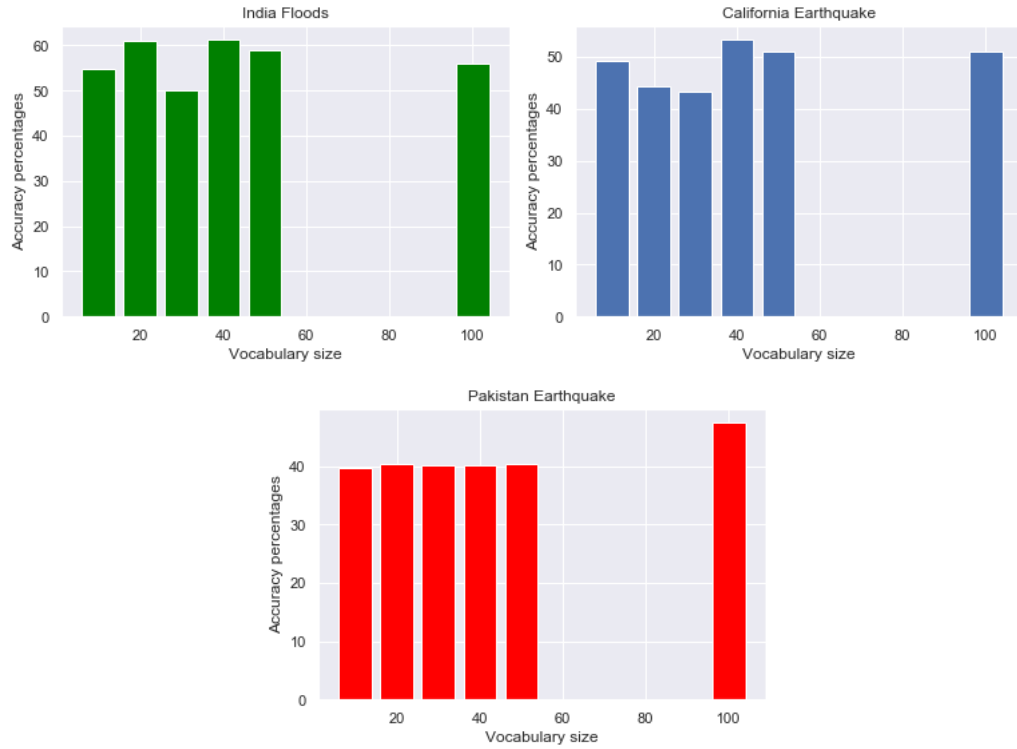 India Floods
60
50
40
30
20
10
0
Accuracy percentages
20 40 60 80 100
Vocabulary size
California Earthquake
50
40
30
20
10
0
Accuracy percentages
20 40 60 80 100
Vocabulary size
Pakistan Earthquake
40
30
20
10
0
Accuracy percentages
20 40 60 80 100
Vocabulary size